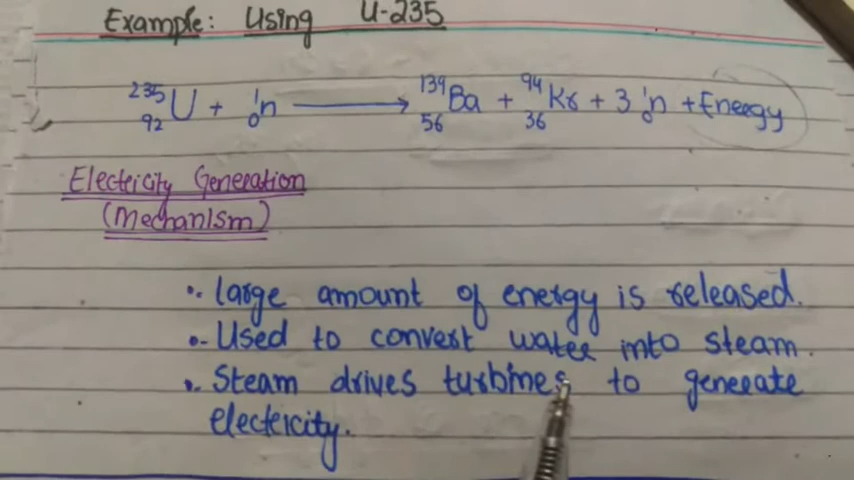 Example: Using U-235
²³⁵₉₂U + ¹₀n ⟶ ¹³⁹₅₆Ba + ⁹⁴₃₆Kr + 3 ¹₀n + Energy
Electricity Generation
(Mechanism)
•- large amount of energy is released.
•- Used to convert water into steam.
•- Steam drives turbines to generate
electricity.